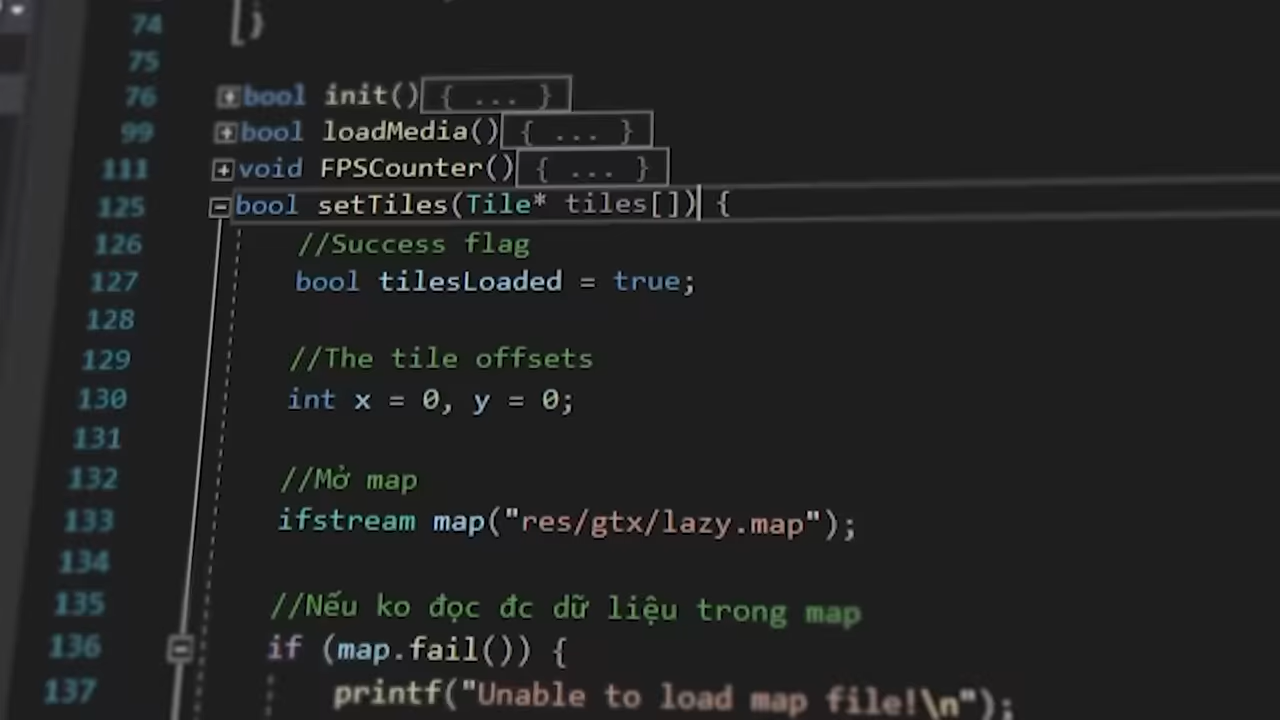 74 }
75
76 bool init() { ... }
99 bool loadMedia() { ... }
111 void FPSCounter() { ... }
125 bool setTiles(Tile* tiles[]) {
126 //Success flag
127 bool tilesLoaded = true;
128
129 //The tile offsets
130 int x = 0, y = 0;
131
132 //Mở map
133 ifstream map("res/gtx/lazy.map");
134
135 //Nếu ko đọc đc dữ liệu trong map
136 if (map.fail()) {
137 printf("Unable to load map file!\n");